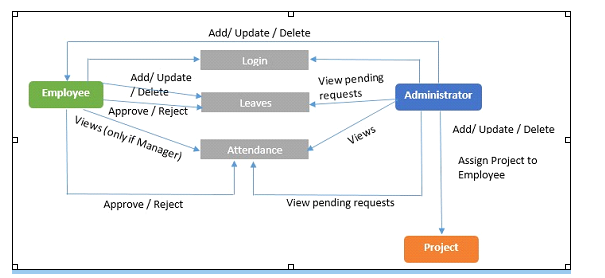 Add/ Update / Delete
Login
Add/ Update
/ Delete
View pending
requests
Employee
Leaves
Administrator
Approve / Reject
Views (only if Manager)
Attendance
Views
Add/ Update / Delete
Assign Project to
Employee
Approve / Reject
View pending requests
Project